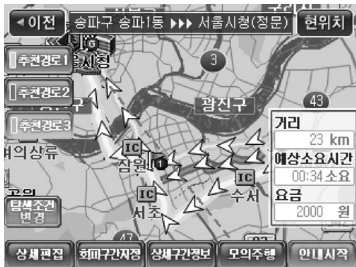 ◀이전 송파구 송파1동 ▶▶▶ 서울시청(정문) 현위치
추천경로1
추천경로2
추천경로3
G
시청
3
43
광진구
IC
잠원
1
IC
IC
서초
수서
47
거리
23 km
예상소요시간
00:34 소요
요금
2000 원
탐색조건
변경
상세편집 회피구간지정 상세구간정보 모의주행 안내시작